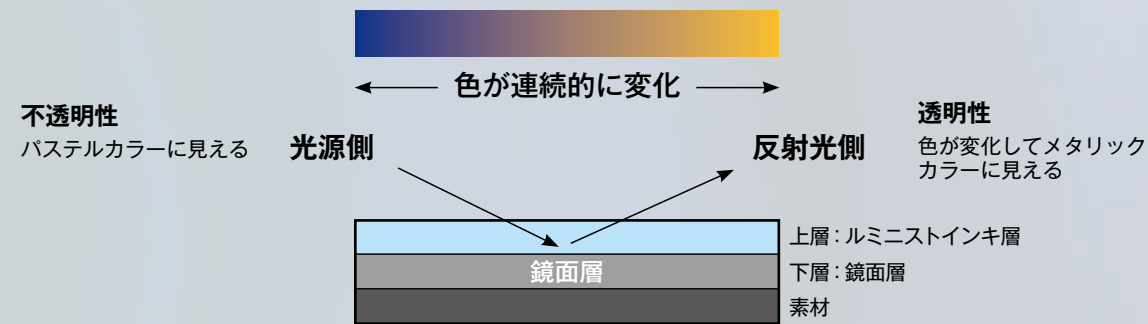 色が連続的に変化
不透明性
パステルカラーに見える
光源側
反射光側
透明性
色が変化してメタリック
カラーに見える
上層：ルミニストインキ層
鏡面層
下層：鏡面層
素材